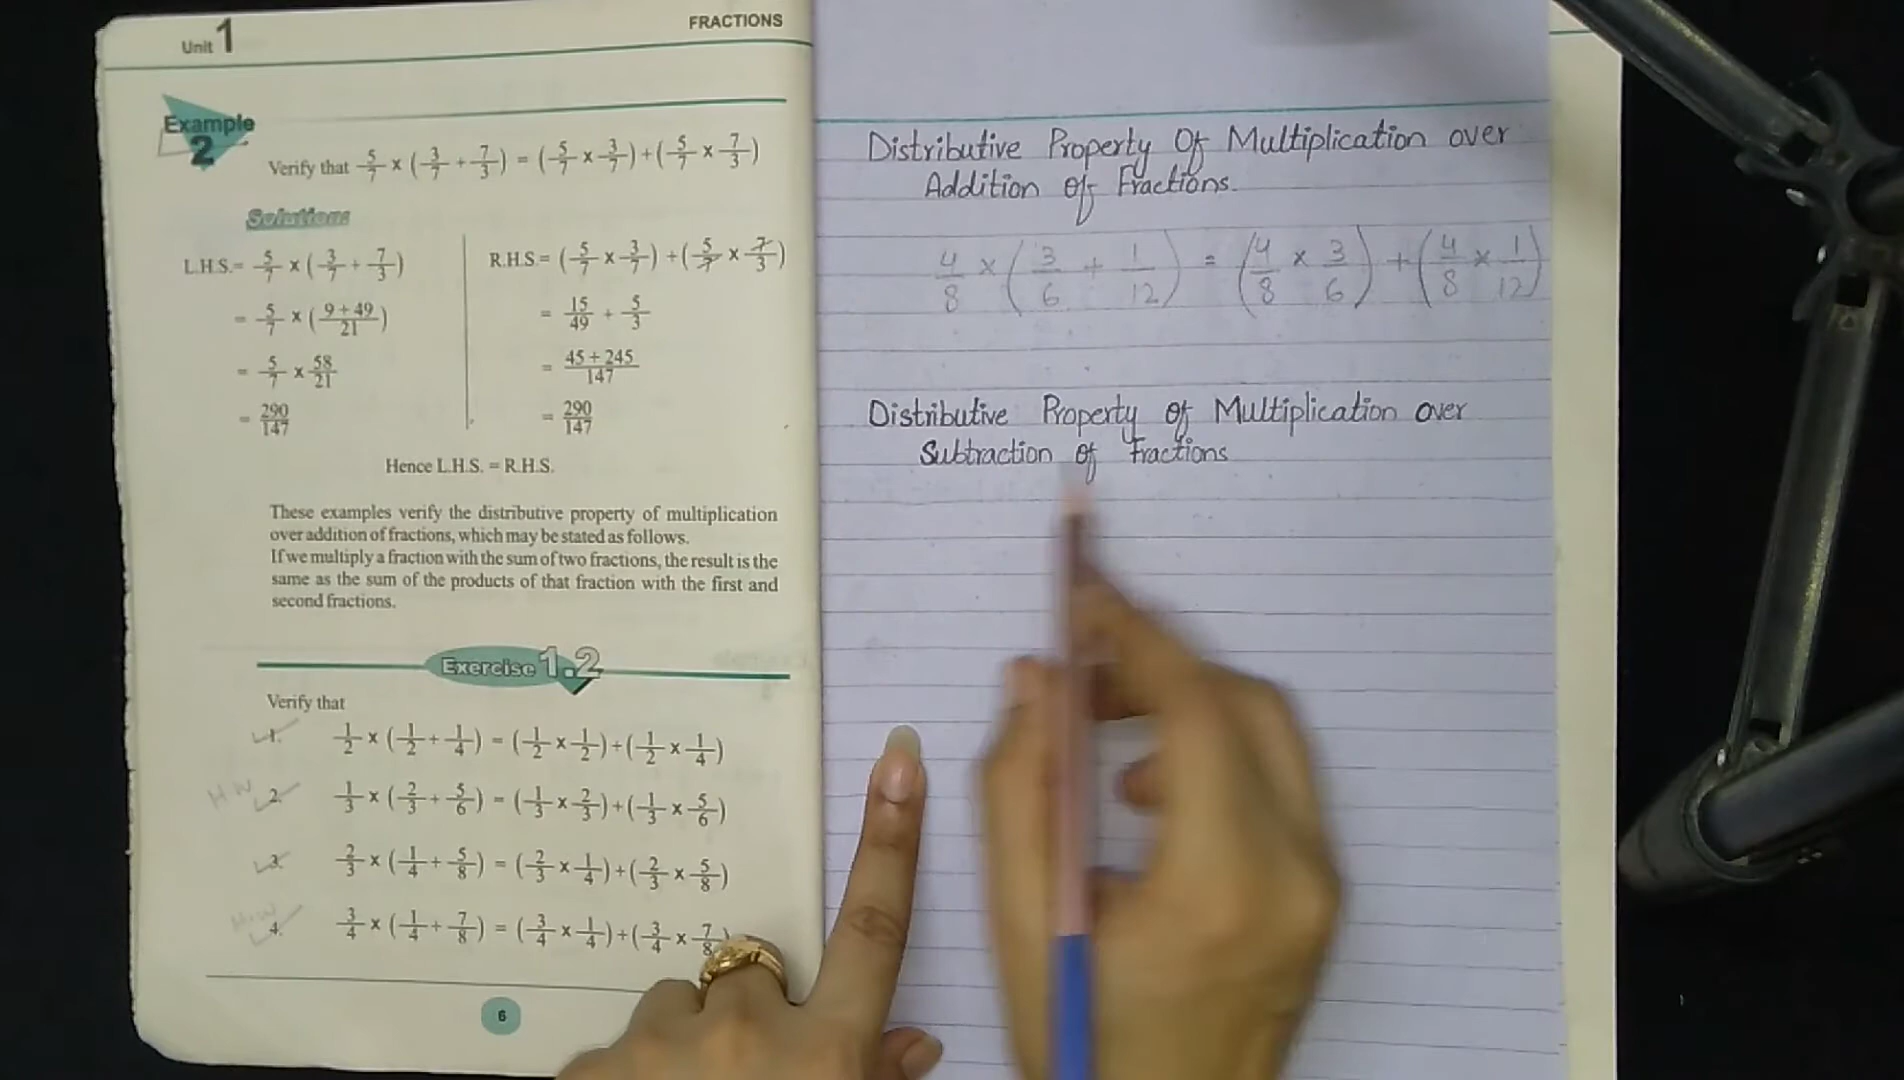 Unit 1
FRACTIONS
Example 2
Verify that 5/7 × (3/7 + 7/3) = (5/7 × 3/7) + (5/7 × 7/3)
Solution:
L.H.S. = 5/7 × (3/7 + 7/3)
= 5/7 × (9 + 49 / 21)
= 5/7 × 58/21
= 290/147
R.H.S. = (5/7 × 3/7) + (5/7 × 7/3)
= 15/49 + 5/3
= 45 + 245 / 147
= 290/147
Hence L.H.S. = R.H.S.
These examples verify the distributive property of multiplication
over addition of fractions, which may be stated as follows.
If we multiply a fraction with the sum of two fractions, the result is the
same as the sum of the products of that fraction with the first and
second fractions.
Exercise 1.2
Verify that
1. 1/2 × (1/2 + 1/4) = (1/2 × 1/2) + (1/2 × 1/4)
H.W 2. 1/3 × (2/3 + 5/6) = (1/3 × 2/3) + (1/3 × 5/6)
3. 2/3 × (1/4 + 5/8) = (2/3 × 1/4) + (2/3 × 5/8)
H.W 4. 3/4 × (1/4 + 7/8) = (3/4 × 1/4) + (3/4 × 7/8)
6
Distributive Property Of Multiplication over
Addition of Fractions.
4/8 × (3/6 + 1/12) = (4/8 × 3/6) + (4/8 × 1/12)
Distributive Property of Multiplication over
Subtraction of Fractions